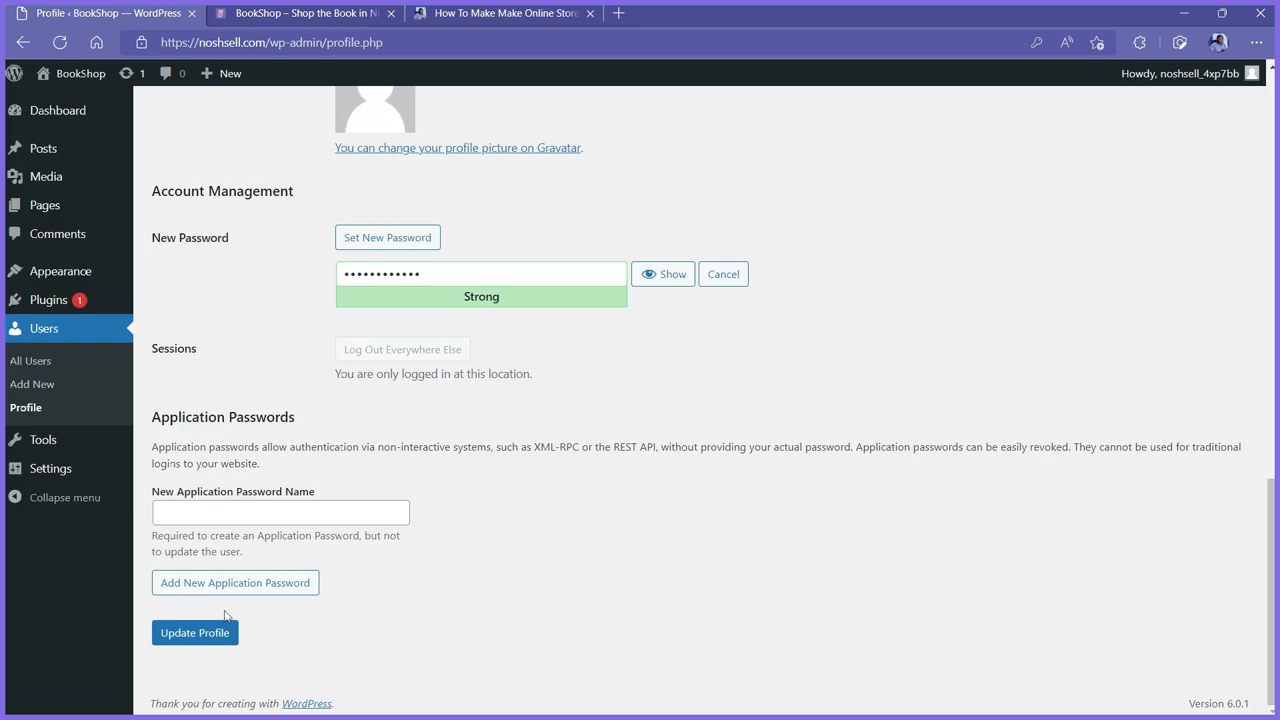 Profile ‹ BookShop — WordPress
BookShop – Shop the Book in Ni
How To Make Make Online Store
https://noshsell.com/wp-admin/profile.php
BookShop
1
0
New
Howdy, noshsell_4xp7bb
Dashboard
Posts
Media
Pages
Comments
Appearance
Plugins 1
Users
All Users
Add New
Profile
Tools
Settings
Collapse menu
You can change your profile picture on Gravatar.
Account Management
New Password
Set New Password
••••••••••••
Show
Cancel
Strong
Sessions
Log Out Everywhere Else
You are only logged in at this location.
Application Passwords
Application passwords allow authentication via non-interactive systems, such as XML-RPC or the REST API, without providing your actual password. Application passwords can be easily revoked. They cannot be used for traditional
logins to your website.
New Application Password Name
Required to create an Application Password, but not
to update the user.
Add New Application Password
Update Profile
Thank you for creating with WordPress.
Version 6.0.1